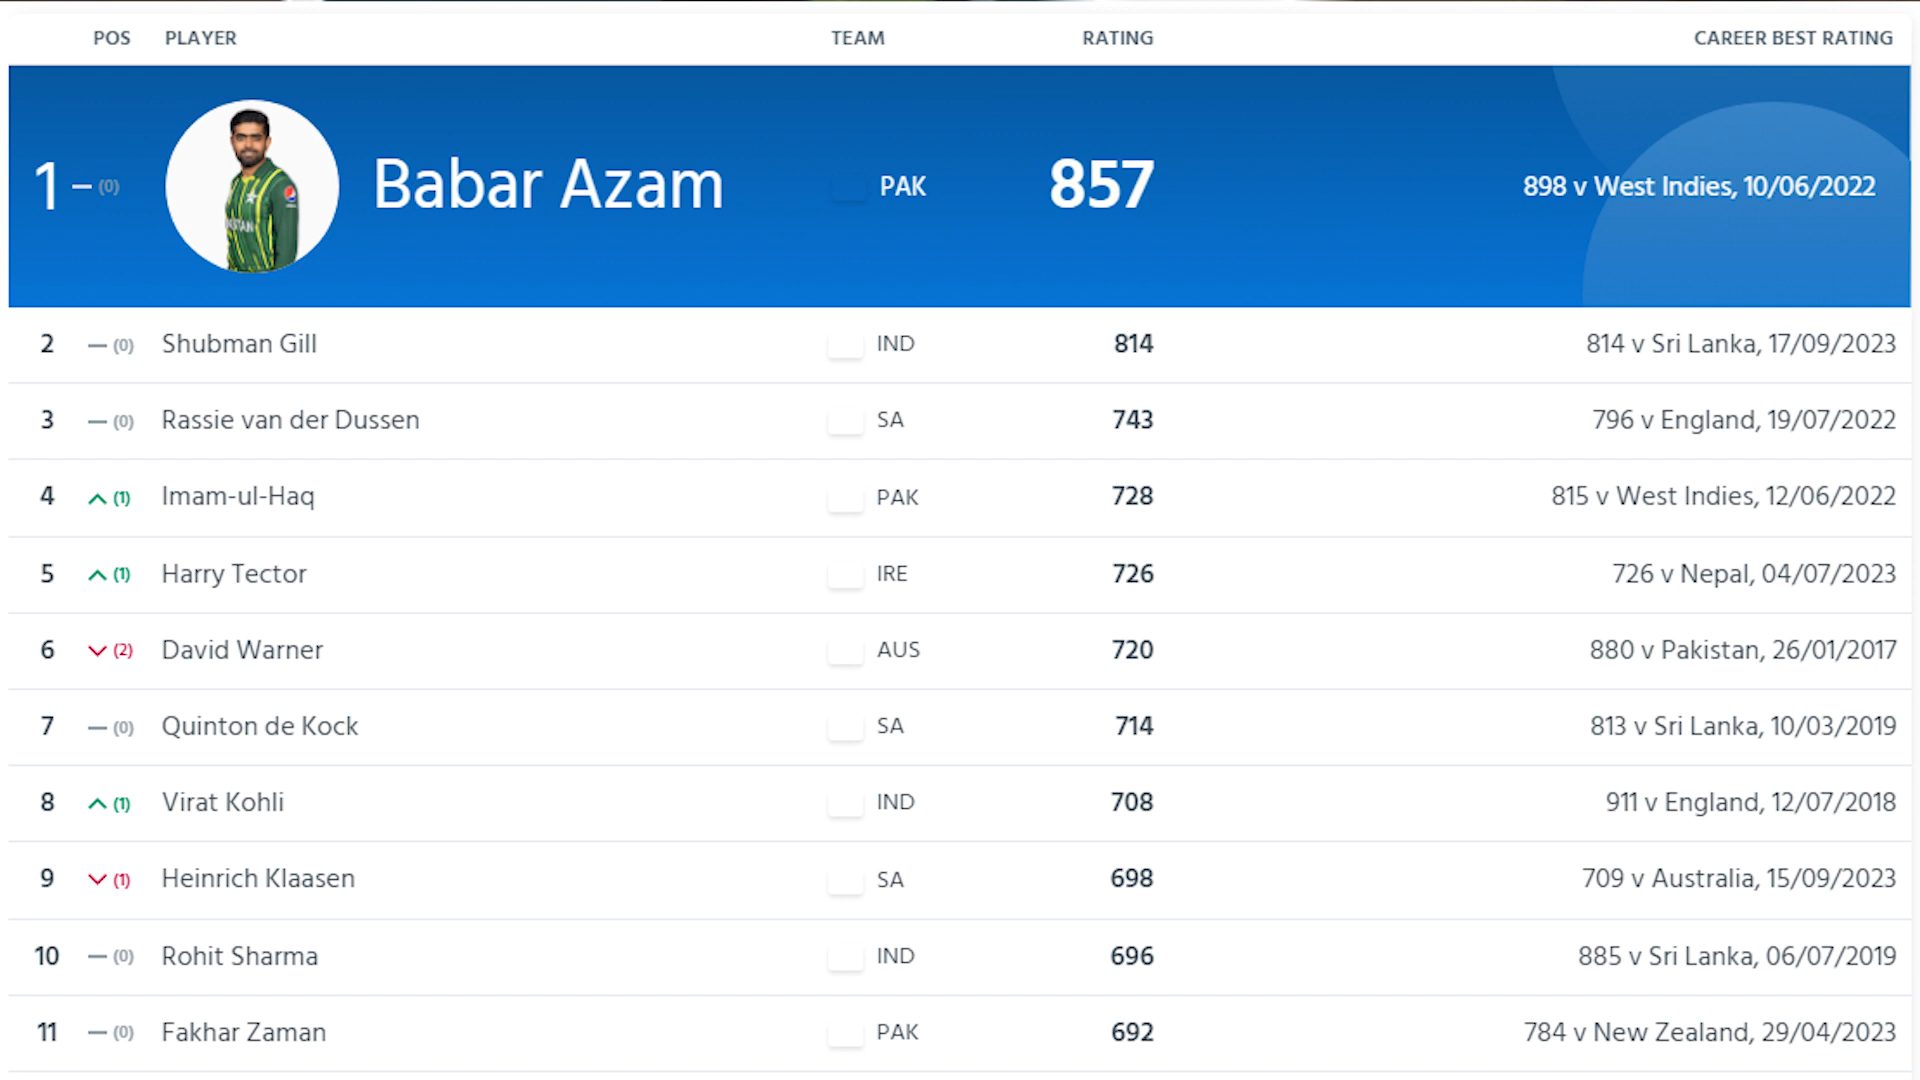 POS PLAYER TEAM RATING CAREER BEST RATING
1 – (0) Babar Azam PAK 857 898 v West Indies, 10/06/2022
2 — (0) Shubman Gill IND 814 814 v Sri Lanka, 17/09/2023
3 — (0) Rassie van der Dussen SA 743 796 v England, 19/07/2022
4 (1) Imam-ul-Haq PAK 728 815 v West Indies, 12/06/2022
5 (1) Harry Tector IRE 726 726 v Nepal, 04/07/2023
6 (2) David Warner AUS 720 880 v Pakistan, 26/01/2017
7 — (0) Quinton de Kock SA 714 813 v Sri Lanka, 10/03/2019
8 (1) Virat Kohli IND 708 911 v England, 12/07/2018
9 (1) Heinrich Klaasen SA 698 709 v Australia, 15/09/2023
10 — (0) Rohit Sharma IND 696 885 v Sri Lanka, 06/07/2019
11 — (0) Fakhar Zaman PAK 692 784 v New Zealand, 29/04/2023